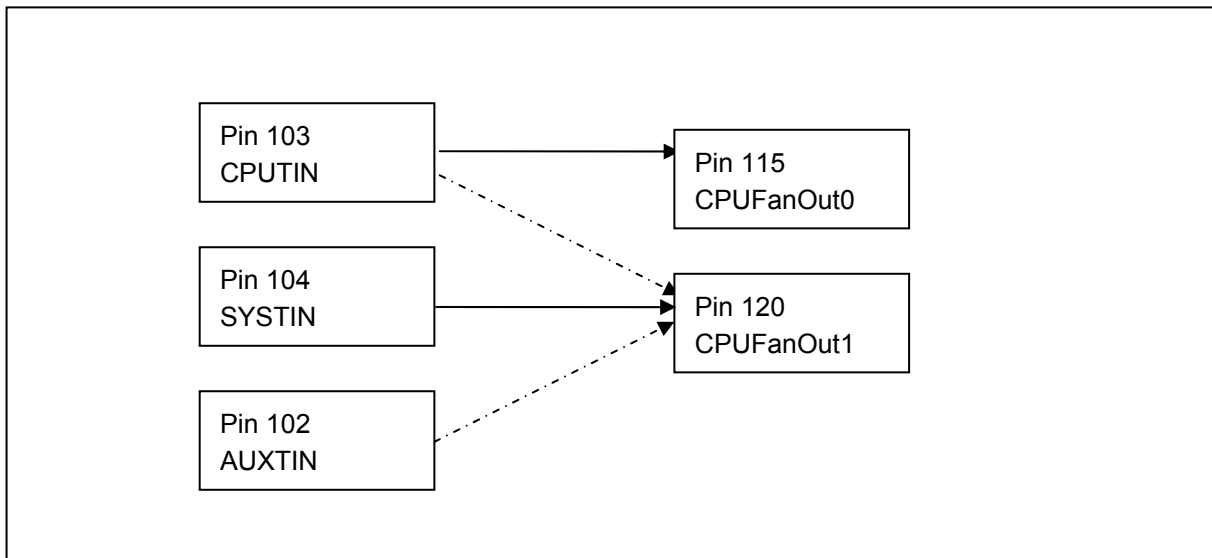 Pin 103
CPUTIN
Pin 115
CPUFanOut0
Pin 104
SYSTIN
Pin 120
CPUFanOut1
Pin 102
AUXTIN